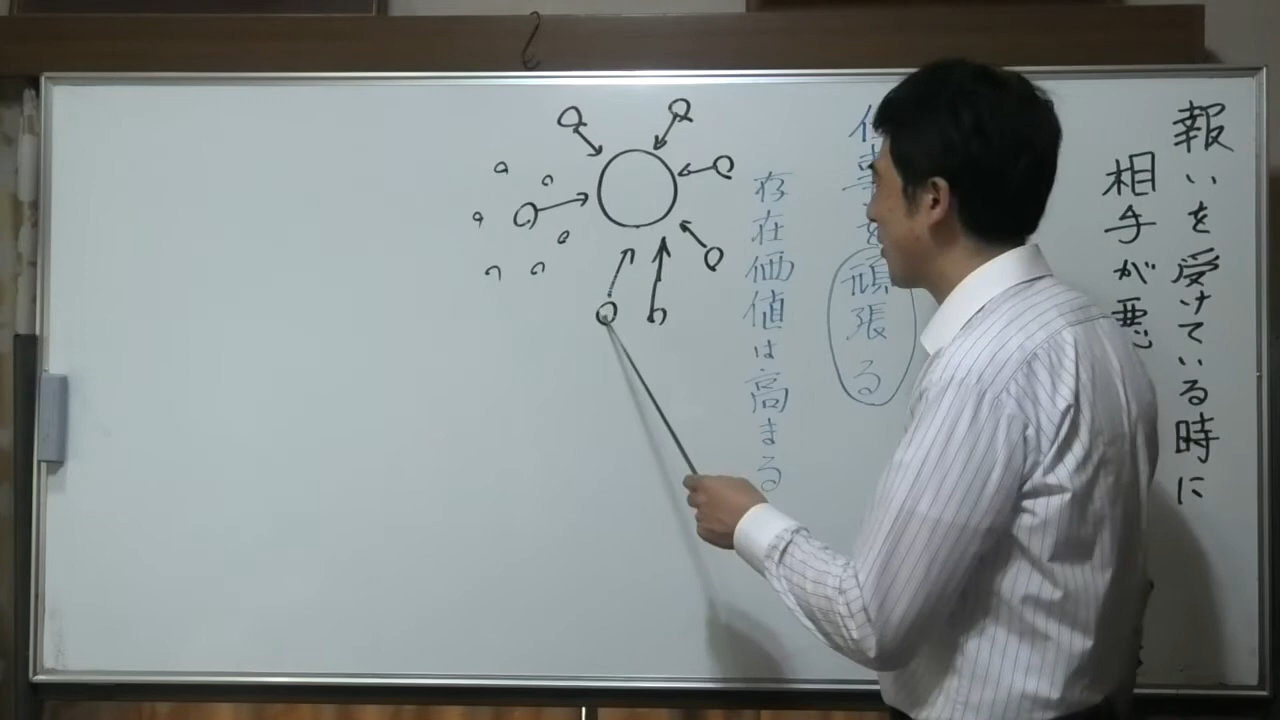 報いを受けている時に
相手が悪
仕事を頑張る
存在価値は高まる